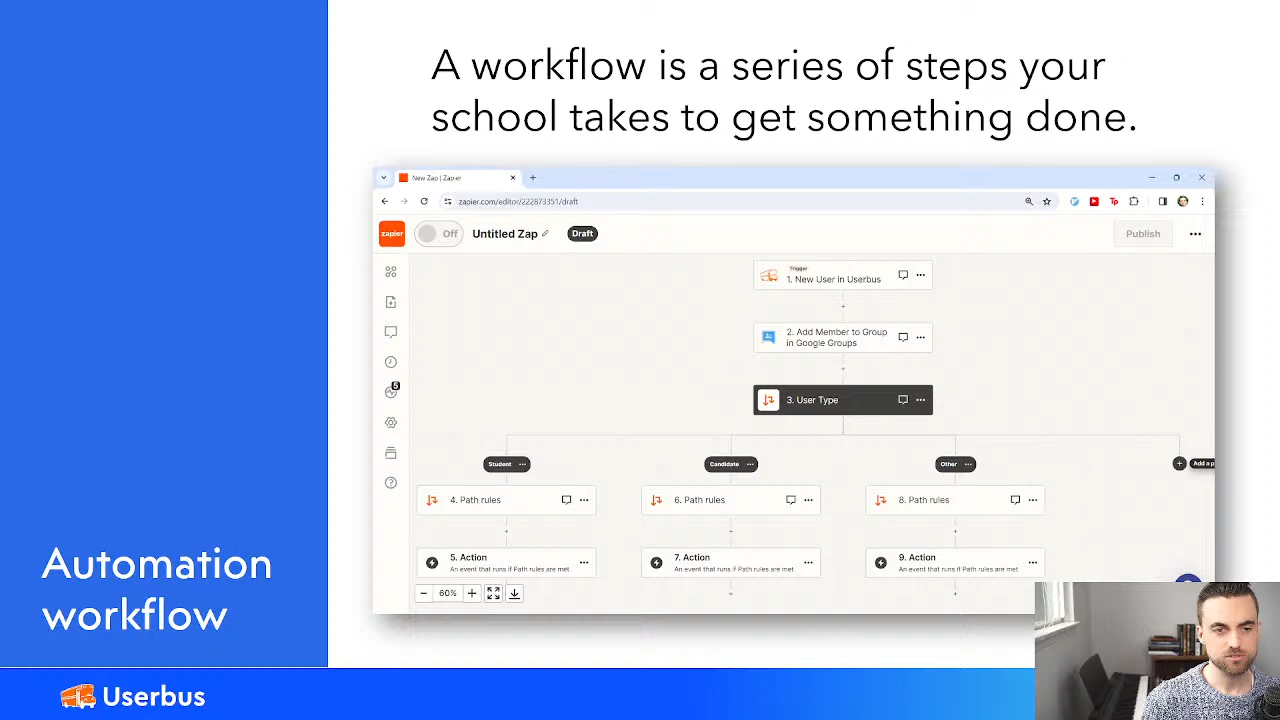 A workflow is a series of steps your
school takes to get something done.
New Zap | Zapier
zapier.com/editor/222873351/draft
zapier
Off
Untitled Zap
Draft
Publish
Trigger
1. New User in Userbus
2. Add Member to Group
in Google Groups
3. User Type
Student
Candidate
Other
Add a p
4. Path rules
6. Path rules
8. Path rules
5. Action
An event that runs if Path rules are met
7. Action
An event that runs if Path rules are met
9. Action
An event that runs if Path rules are met
60%
Automation
workflow
Userbus